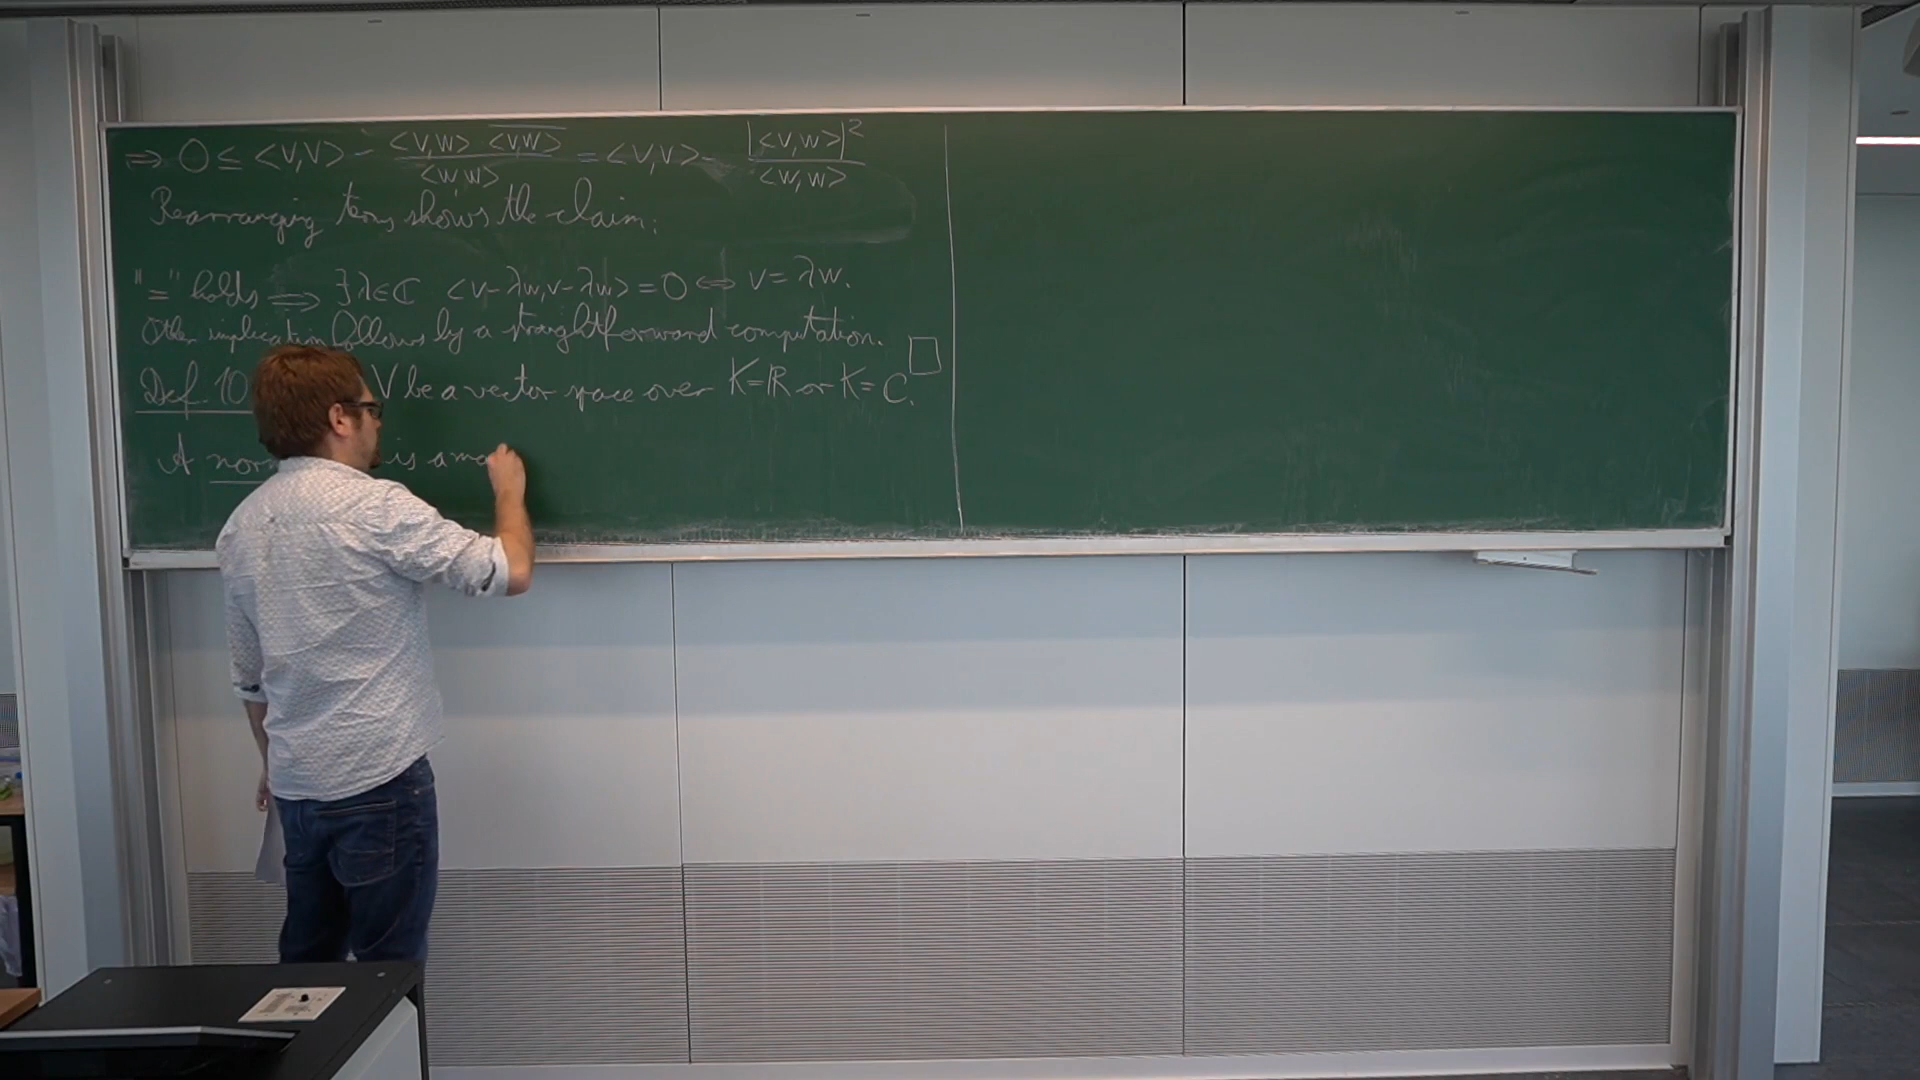 ⇒ 0 ≤ <v,v> - <v,w> \overline{<v,w>} / <w,w> = <v,v> - |<v,w>|² / <w,w>
Rearranging terms shows the claim.
"=" holds ⇒ ∃λ∈ℂ <v-λw,v-λw> = 0 ⇔ v = λw.
Other implication follows by a straightforward computation. □
Def. 10 V be a vector space over K=ℝ or K=ℂ.
A is a